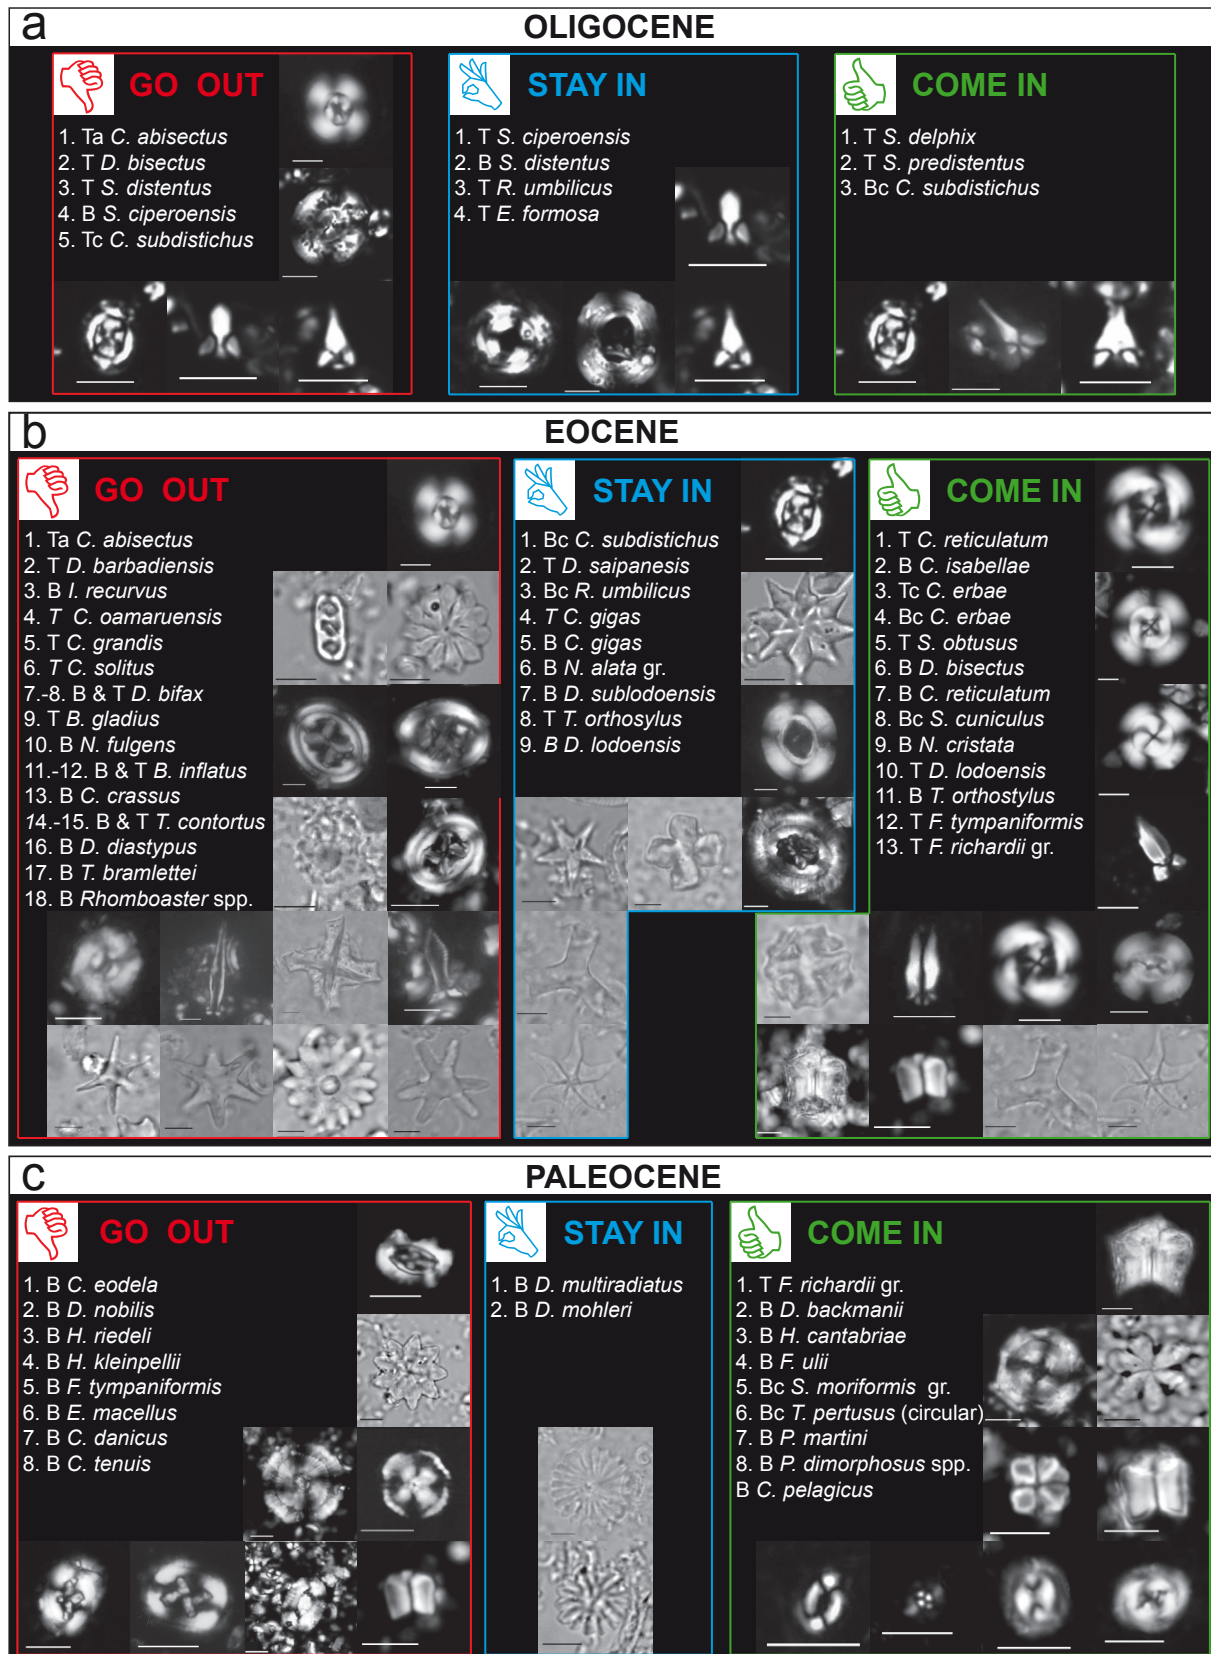 a
OLIGOCENE
GO OUT
1. Ta C. abisectus
2. T D. bisectus
3. T S. distentus
4. B S. ciperoensis
5. Tc C. subdistichus
STAY IN
1. T S. ciperoensis
2. B S. distentus
3. T R. umbilicus
4. T E. formosa
COME IN
1. T S. delphix
2. T S. predistentus
3. Bc C. subdistichus
b
EOCENE
GO OUT
1. Ta C. abisectus
2. T D. barbadiensis
3. B I. recurvus
4. T C. oamaruensis
5. T C. grandis
6. T C. solitus
7.-8. B & T D. bifax
9. T B. gladius
10. B N. fulgens
11.-12. B & T B. inflatus
13. B C. crassus
14.-15. B & T T. contortus
16. B D. diastypus
17. B T. bramlettei
18. B Rhomboaster spp.
STAY IN
1. Bc C. subdistichus
2. T D. saipanesis
3. Bc R. umbilicus
4. T C. gigas
5. B C. gigas
6. B N. alata gr.
7. B D. sublodoensis
8. T T. orthosylus
9. B D. lodoensis
COME IN
1. T C. reticulatum
2. B C. isabellae
3. Tc C. erbae
4. Bc C. erbae
5. T S. obtusus
6. B D. bisectus
7. B C. reticulatum
8. Bc S. cuniculus
9. B N. cristata
10. T D. lodoensis
11. B T. orthostylus
12. T F. tympaniformis
13. T F. richardii gr.
c
PALEOCENE
GO OUT
1. B C. eodela
2. B D. nobilis
3. B H. riedeli
4. B H. kleinpellii
5. B F. tympaniformis
6. B E. macellus
7. B C. danicus
8. B C. tenuis
STAY IN
1. B D. multiradiatus
2. B D. mohleri
COME IN
1. T F. richardii gr.
2. B D. backmanii
3. B H. cantabriae
4. B F. ulii
5. Bc S. moriformis gr.
6. Bc T. pertusus (circular)
7. B P. martini
8. B P. dimorphosus spp.
B C. pelagicus